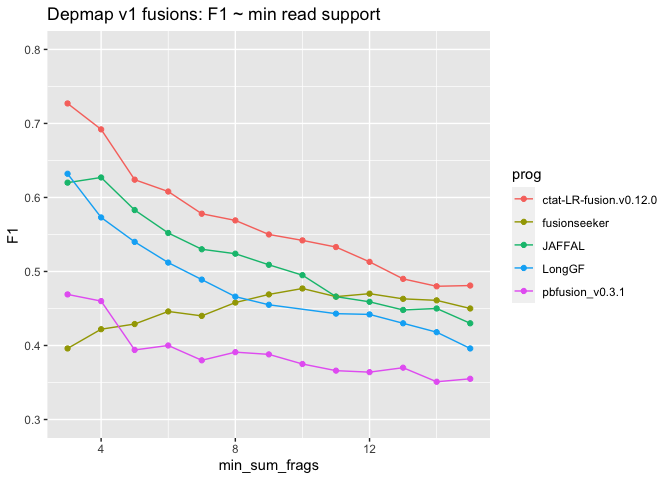 Depmap v1 fusions: F1 ~ min read support
0.8
0.7
0.6
0.5
0.4
0.3
F1
4
8
12
min_sum_frags
prog
ctat-LR-fusion.v0.12.0
fusionseeker
JAFFAL
LongGF
pbfusion_v0.3.1